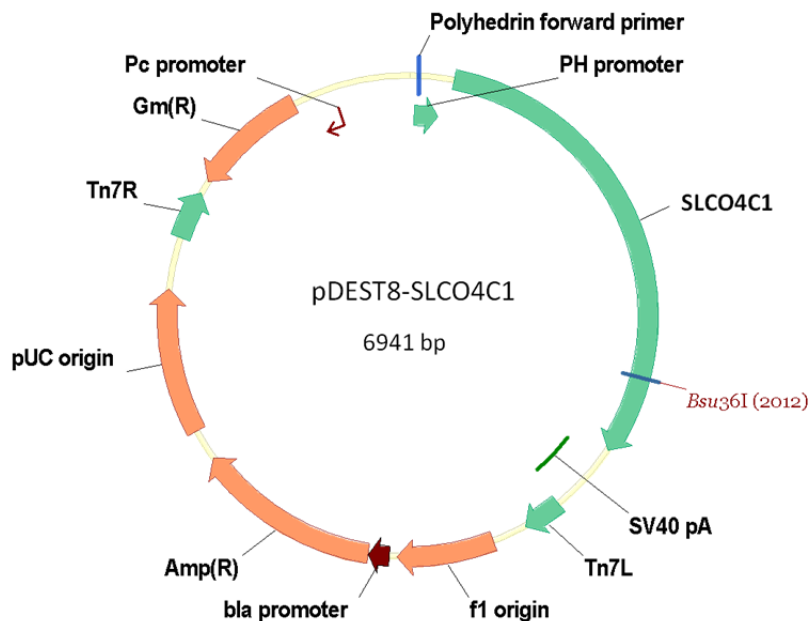 Polyhedrin forward primer
Pc promoter
PH promoter
Gm(R)
Tn7R
SLCO4C1
pDEST8-SLCO4C1
6941 bp
pUC origin
Bsu36I (2012)
SV40 pA
Tn7L
Amp(R)
bla promoter
f1 origin